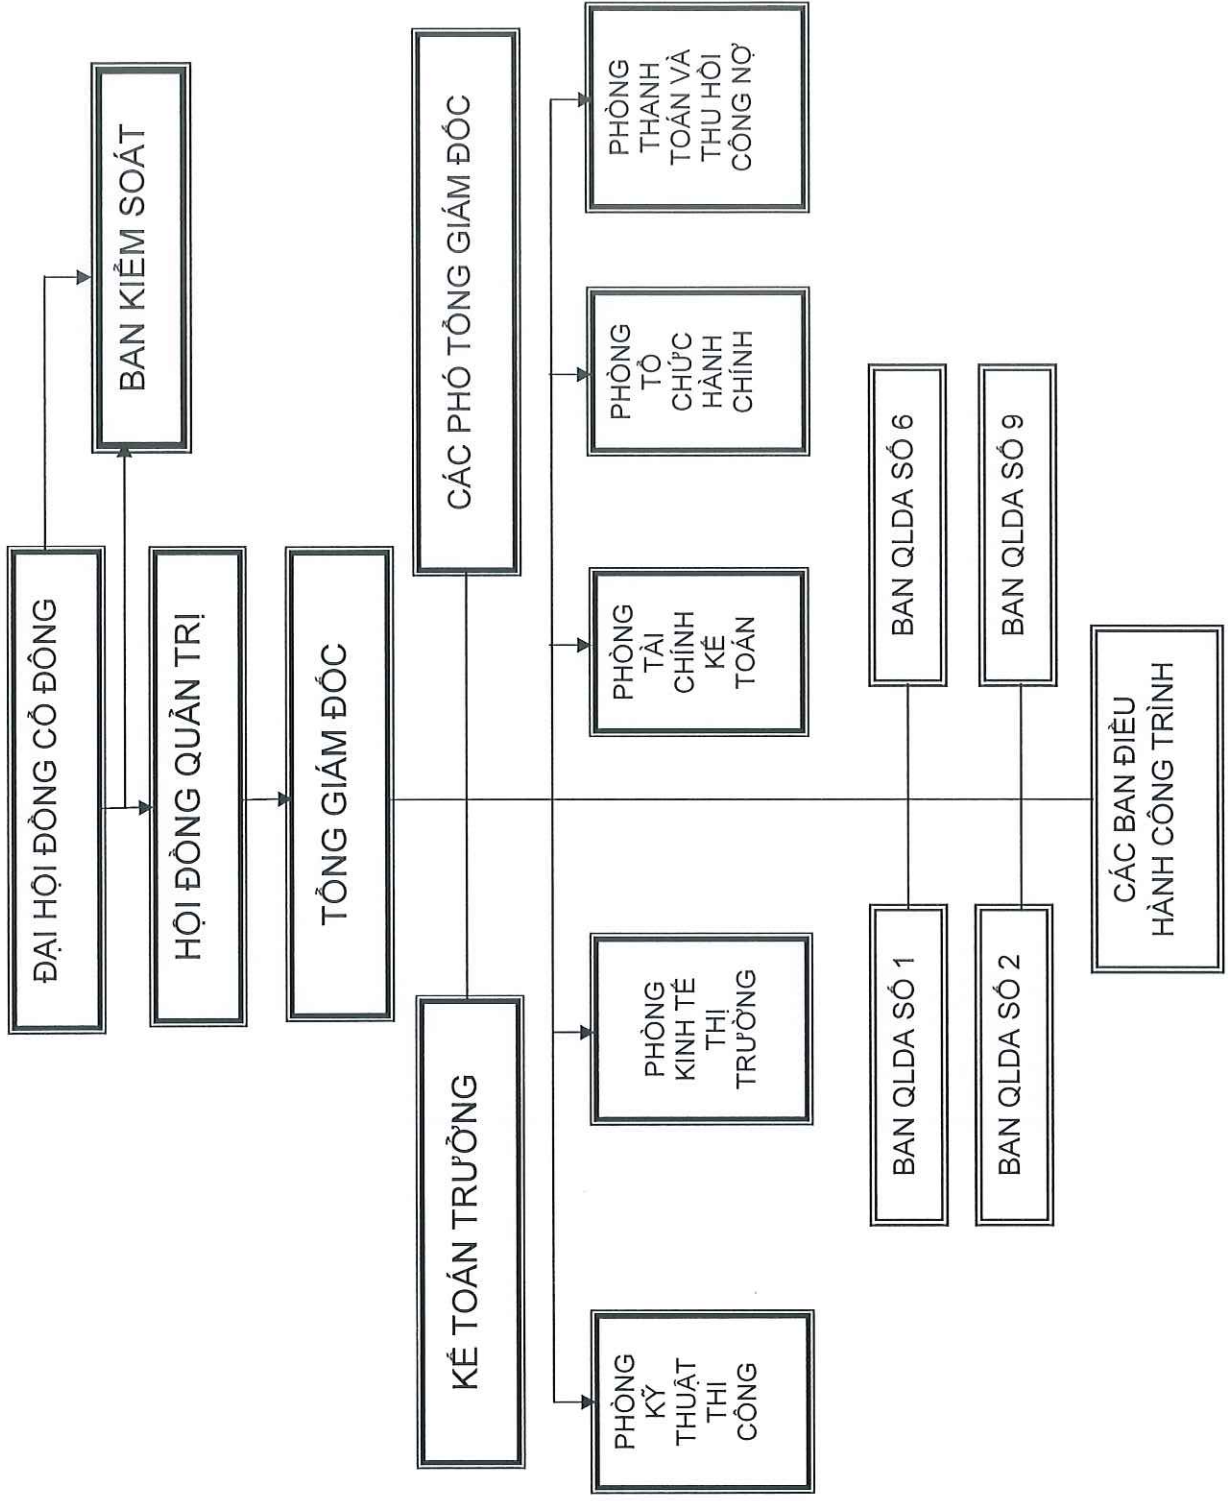 ĐẠI HỘI ĐỒNG CỔ ĐÔNG
BAN KIỂM SOÁT
HỘI ĐỒNG QUẢN TRỊ
TỔNG GIÁM ĐỐC
KẾ TOÁN TRƯỞNG
CÁC PHÓ TỔNG GIÁM ĐỐC
PHÒNG
KỸ
THUẬT
THI
CÔNG
PHÒNG
KINH TẾ
THỊ
TRƯỜNG
PHÒNG
TÀI
CHÍNH
KẾ
TOÁN
PHÒNG
TỔ
CHỨC
HÀNH
CHÍNH
PHÒNG
THANH
TOÁN VÀ
THU HỒI
CÔNG NỢ
BAN QLDA SỐ 1
BAN QLDA SỐ 6
BAN QLDA SỐ 2
BAN QLDA SỐ 9
CÁC BAN ĐIỀU
HÀNH CÔNG TRÌNH